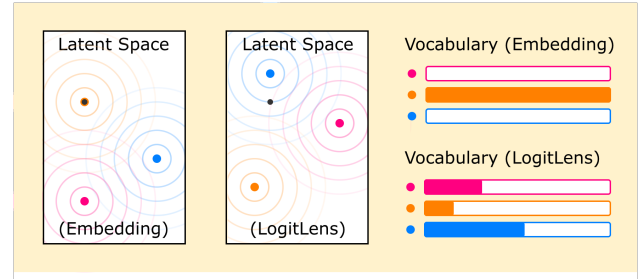 Latent Space
(Embedding)
Latent Space
(LogitLens)
Vocabulary (Embedding)
Vocabulary (LogitLens)